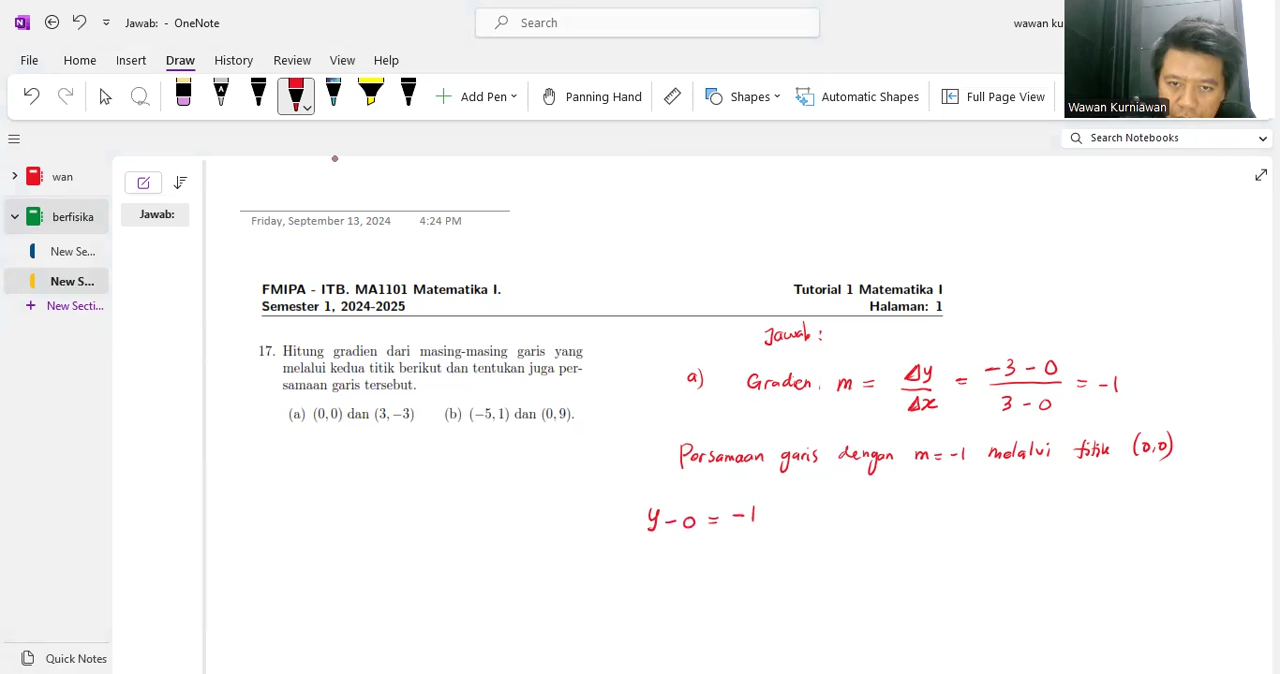 Jawab: - OneNote
Search
wawan ku
File Home Insert Draw History Review View Help
Add Pen
Panning Hand
Shapes
Automatic Shapes
Full Page View
Wawan Kurniawan
Search Notebooks
wan
berfisika
New Se...
New S...
New Secti...
Quick Notes
Jawab:
Friday, September 13, 2024 4:24 PM
FMIPA - ITB. MA1101 Matematika I.
Semester 1, 2024-2025
Tutorial 1 Matematika I
Halaman: 1
17. Hitung gradien dari masing-masing garis yang
melalui kedua titik berikut dan tentukan juga per-
samaan garis tersebut.
(a) (0, 0) dan (3, −3) (b) (−5, 1) dan (0, 9).
Jawab :
a) Gradien. m = Δy/Δx = (−3 − 0)/(3 − 0) = −1
Persamaan garis dengan m = −1 melalui titik (0,0)
y − 0 = −1